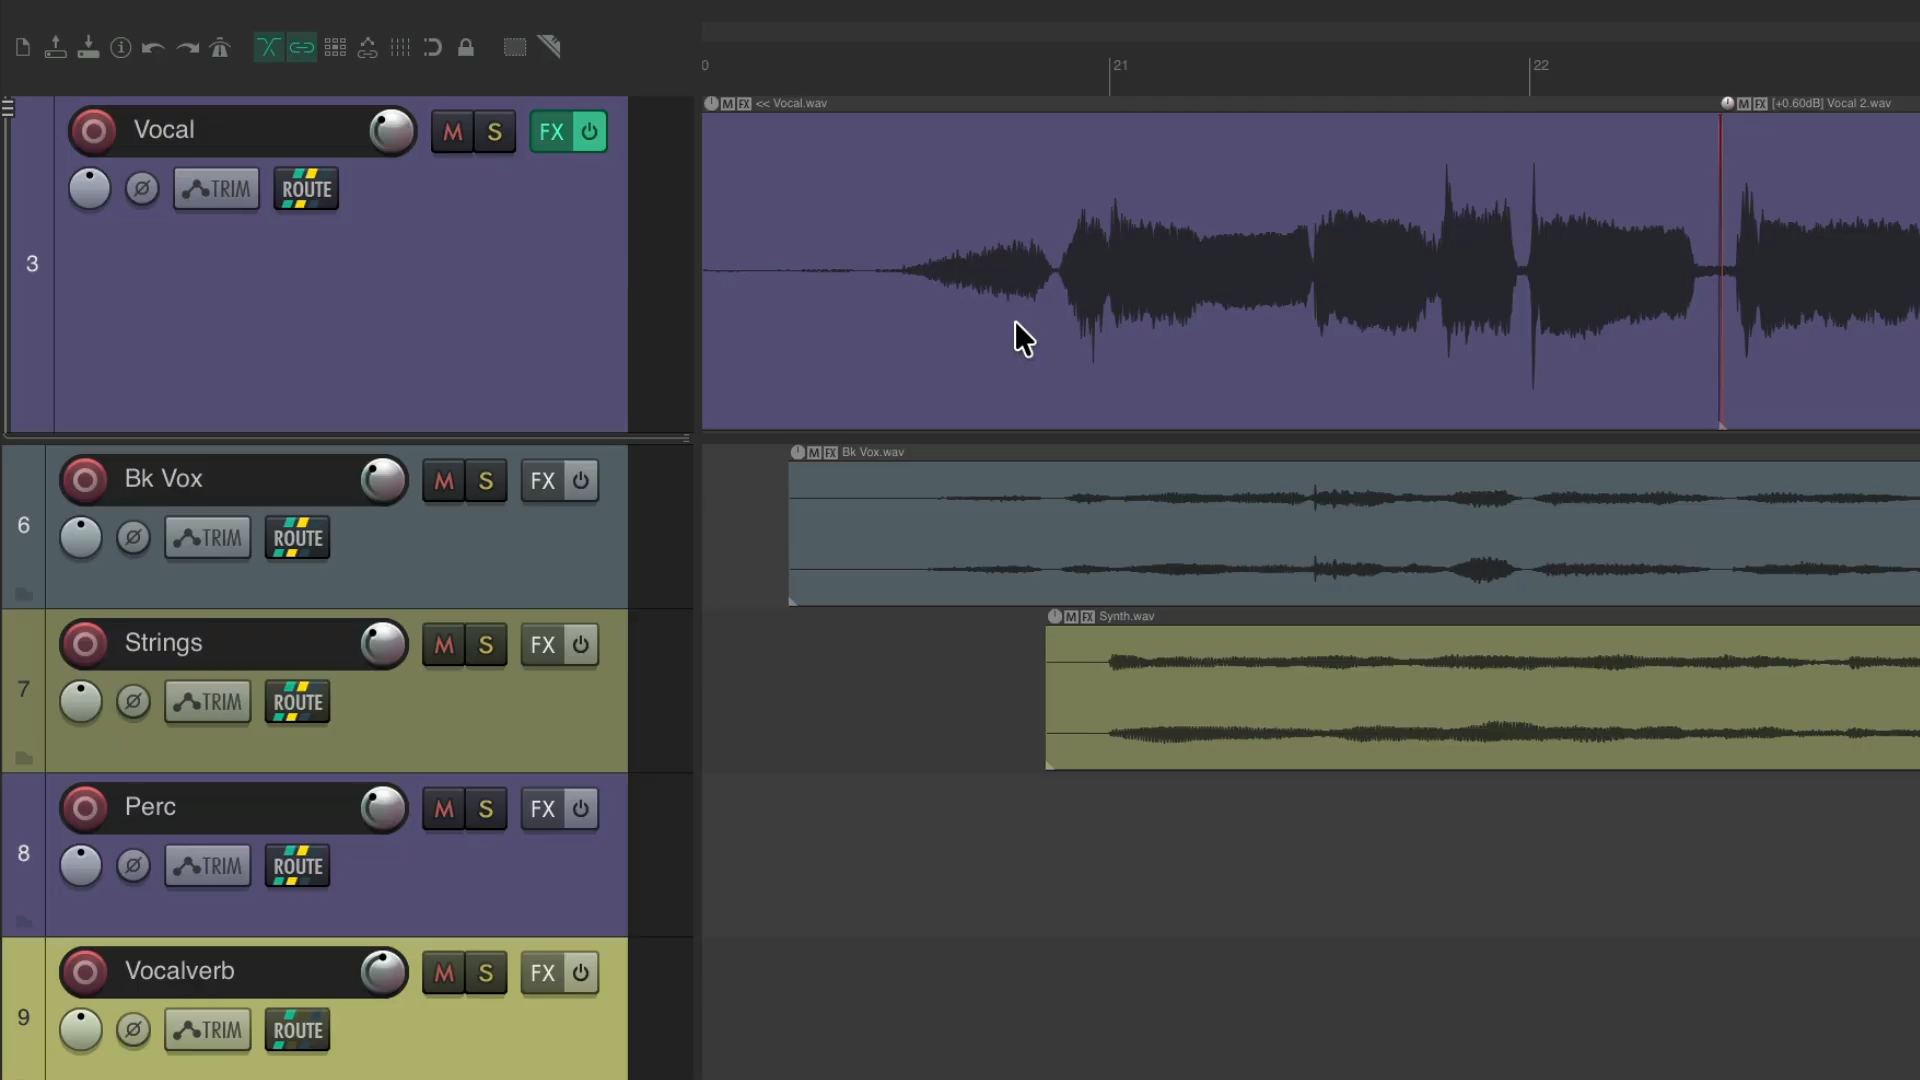 0
21
22
M FX << Vocal.wav
M FX [+0.60dB] Vocal 2.wav
Vocal
M S FX
TRIM
ROUTE
3
M FX Bk Vox.wav
Bk Vox
M S FX
6
TRIM
ROUTE
M FX Synth.wav
Strings
M S FX
7
TRIM
ROUTE
Perc
M S FX
8
TRIM
ROUTE
Vocalverb
M S FX
9
TRIM
ROUTE